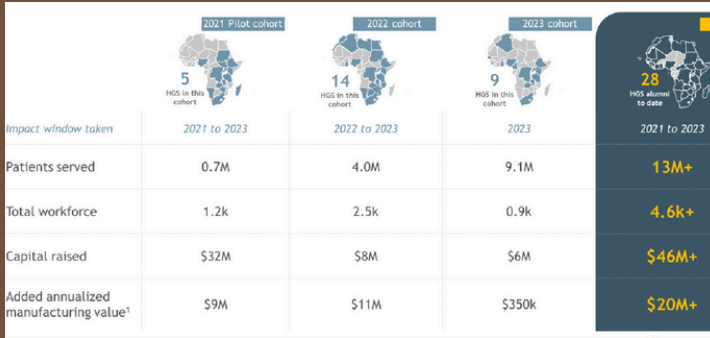 2021 Pilot cohort
2022 cohort
2023 cohort
5
HGS in this
cohort
14
HGS in this
cohort
9
HGS in this
cohort
28
HGS alumni
to date
Impact window taken
2021 to 2023
2022 to 2023
2023
2021 to 2023
Patients served
0.7M
4.0M
9.1M
13M+
Total workforce
1.2k
2.5k
0.9k
4.6k+
Capital raised
$32M
$8M
$6M
$46M+
Added annualized
manufacturing value¹
$9M
$11M
$350k
$20M+